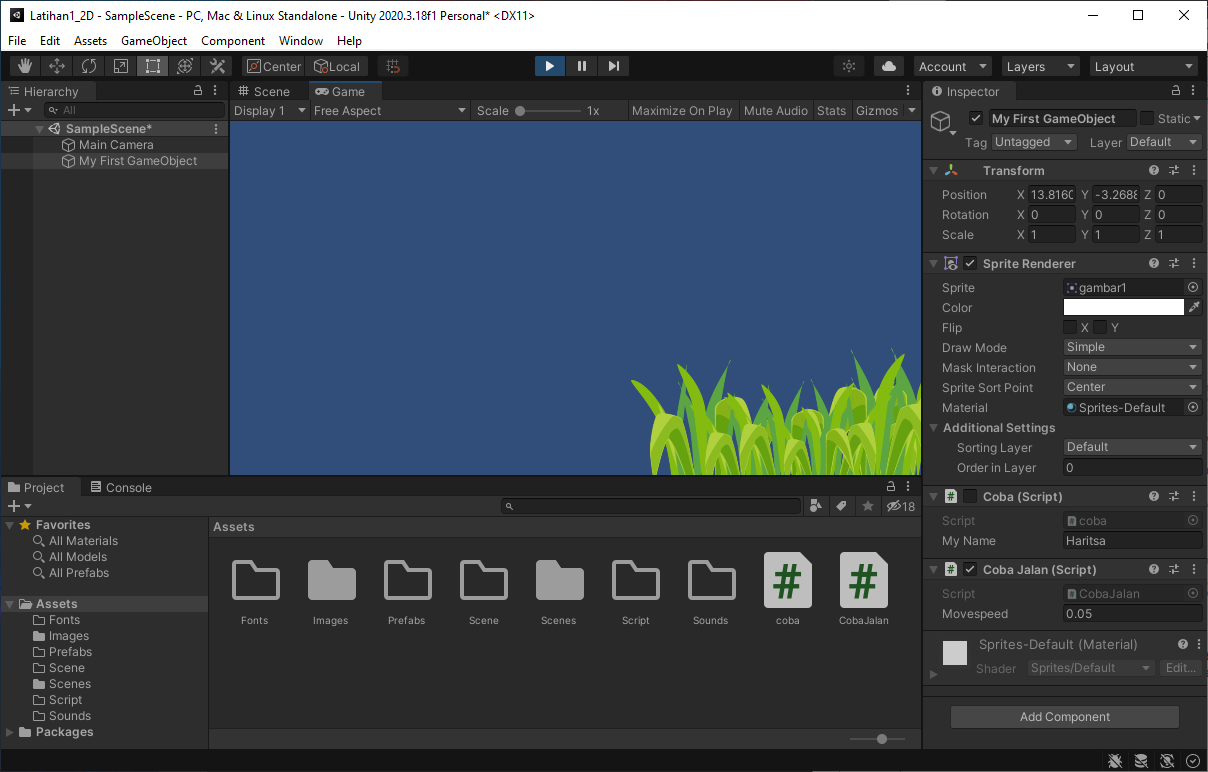 Latihan1_2D - SampleScene - PC, Mac & Linux Standalone - Unity 2020.3.18f1 Personal* <DX11>
File Edit Assets GameObject Component Window Help
Center Local Account Layers Layout
Hierarchy
All
SampleScene*
Main Camera
My First GameObject
Scene Game
Display 1 Free Aspect Scale 1x Maximize On Play Mute Audio Stats Gizmos
Inspector
My First GameObject Static
Tag Untagged Layer Default
Transform
Position X 13.8160 Y -3.2688 Z 0
Rotation X 0 Y 0 Z 0
Scale X 1 Y 1 Z 1
Sprite Renderer
Sprite gambar1
Color
Flip X Y
Draw Mode Simple
Mask Interaction None
Sprite Sort Point Center
Material Sprites-Default
Additional Settings
Sorting Layer Default
Order in Layer 0
# Coba (Script)
Script # coba
My Name Haritsa
# Coba Jalan (Script)
Script # CobaJalan
Movespeed 0.05
Sprites-Default (Material)
Shader Sprites/Default Edit...
Add Component
Project Console
18
Favorites
All Materials
All Models
All Prefabs
Assets
Fonts
Images
Prefabs
Scene
Scenes
Script
Sounds
Packages
Assets
# #
Fonts Images Prefabs Scene Scenes Script Sounds coba CobaJalan